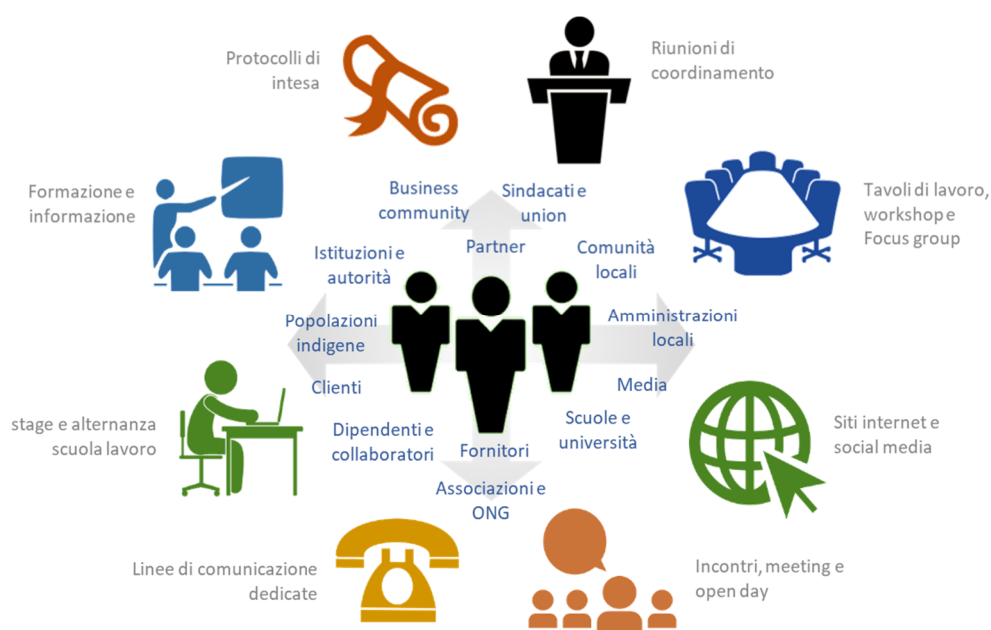 Protocolli di
intesa
Riunioni di
coordinamento
Formazione e
informazione
Tavoli di lavoro,
workshop e
Focus group
Business
community
Sindacati e
union
Partner
Istituzioni e
autorità
Comunità
locali
Popolazioni
indigene
Amministrazioni
locali
Clienti
Media
Dipendenti e
collaboratori
Fornitori
Scuole e
università
Associazioni e
ONG
stage e alternanza
scuola lavoro
Siti internet e
social media
Linee di comunicazione
dedicate
Incontri, meeting e
open day